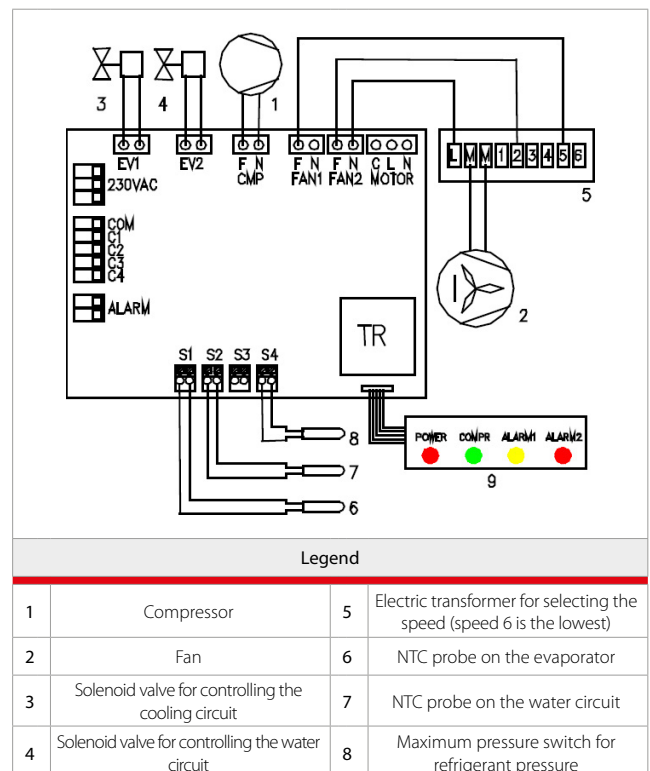 3 4 1
EV1 EV2 F N CMP F N FAN1 F N FAN2 C L N MOTOR
L M M 1 2 3 4 5 6
5
230VAC
COM
C1
C2
C3
C4
ALARM
2
TR
S1 S2 S3 S4
8
7
6
POWER COMPR ALARM1 ALARM2
9
Legend
1 Compressor 5 Electric transformer for selecting the
speed (speed 6 is the lowest)
2 Fan 6 NTC probe on the evaporator
3 Solenoid valve for controlling the
cooling circuit 7 NTC probe on the water circuit
4 Solenoid valve for controlling the water
circuit 8 Maximum pressure switch for
refrigerant pressure